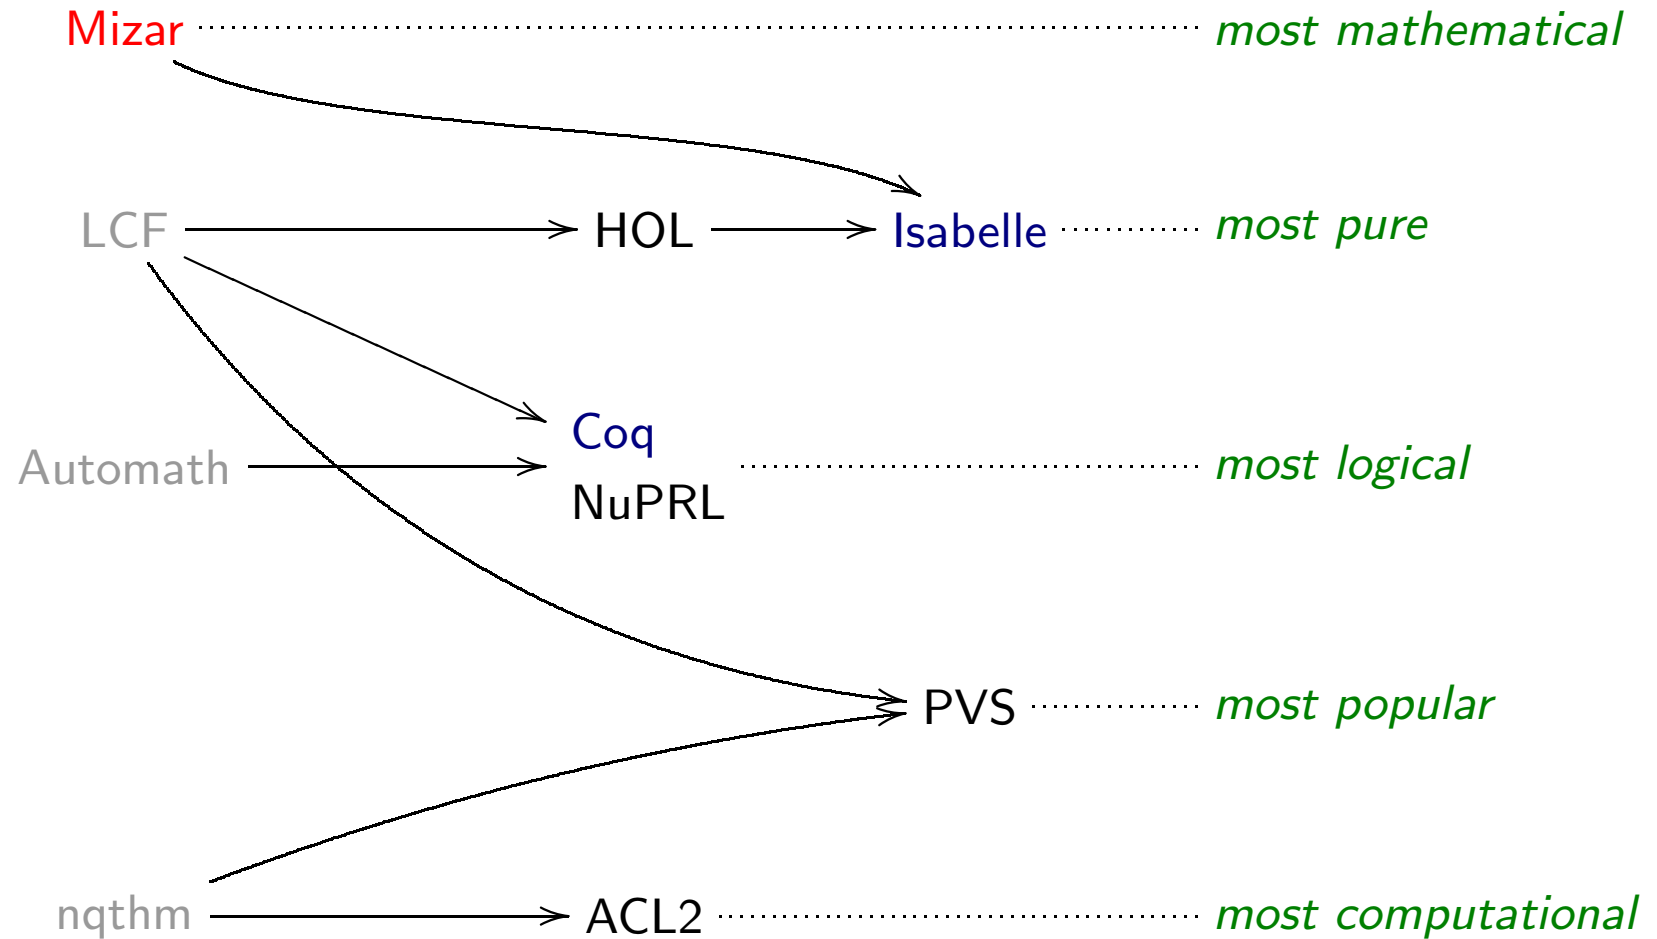 Mizar most mathematical
LCF HOL Isabelle most pure
Coq
Automath most logical
NuPRL
PVS most popular
nqthm ACL2 most computational